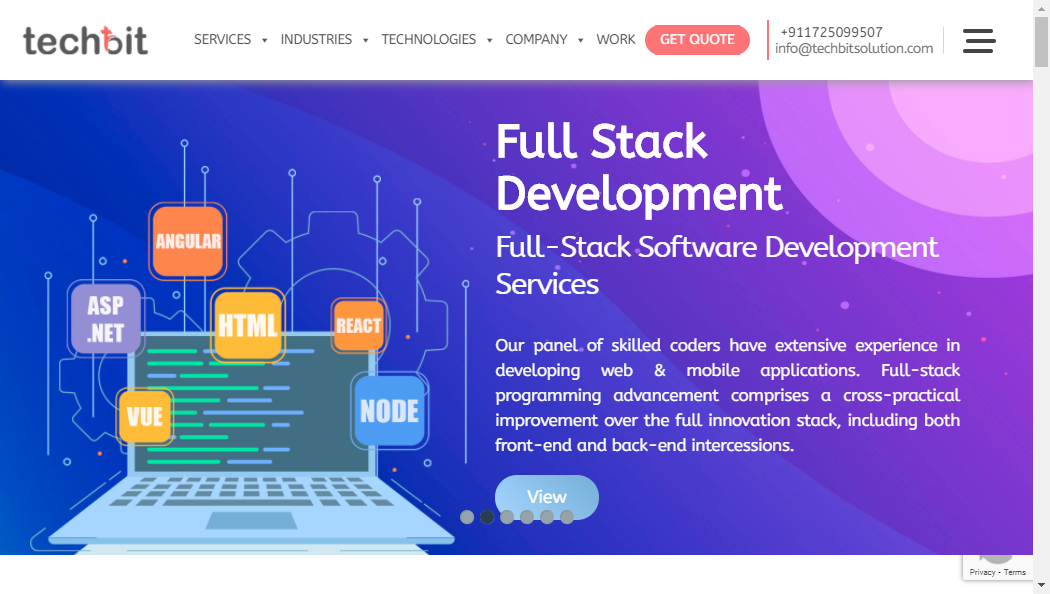 techbit
SERVICES INDUSTRIES TECHNOLOGIES COMPANY WORK GET QUOTE
+911725099507
info@techbitsolution.com
Full Stack
Development
Full-Stack Software Development
Services
Our panel of skilled coders have extensive experience in
developing web & mobile applications. Full-stack
programming advancement comprises a cross-practical
improvement over the full innovation stack, including both
front-end and back-end intercessions.
View
ANGULAR
ASP
.NET
HTML
REACT
VUE
NODE
Privacy - Terms